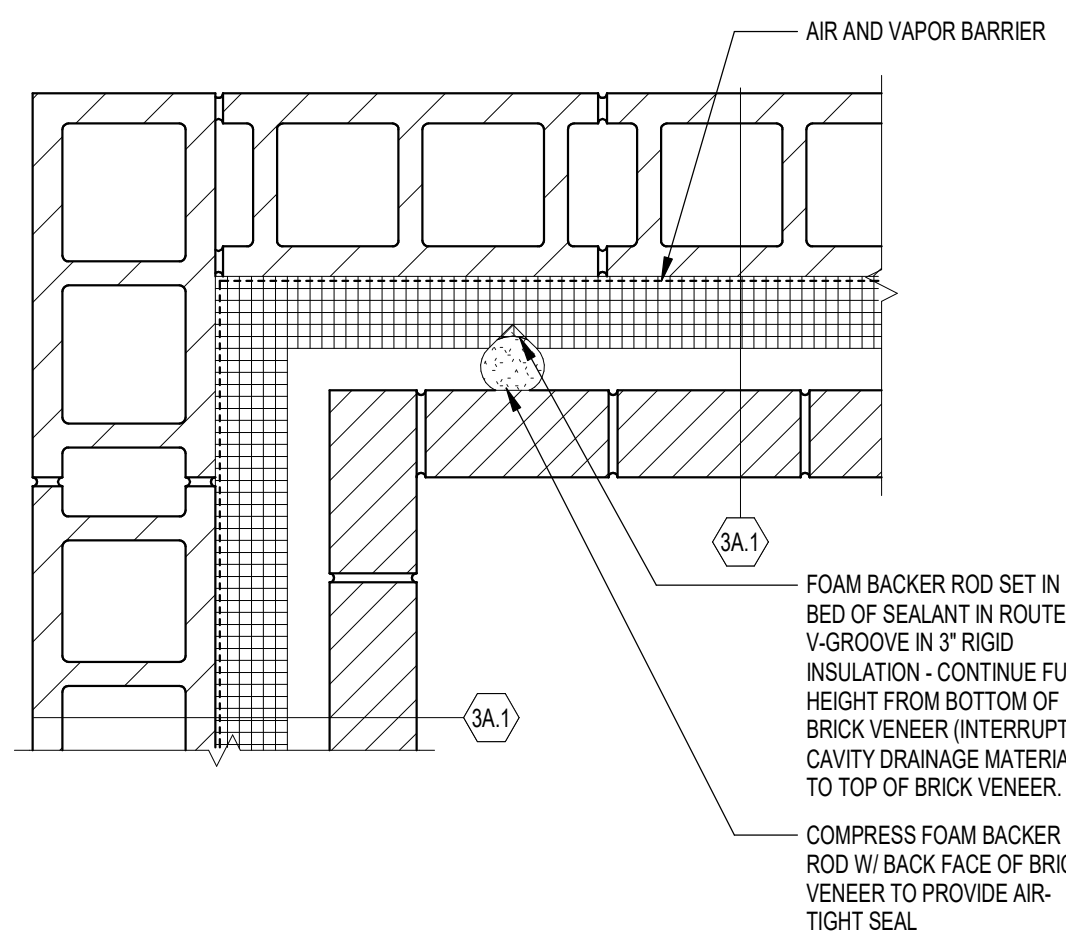 AIR AND VAPOR BARRIER
3A.1
FOAM BACKER ROD SET IN
BED OF SEALANT IN ROUTE
V-GROOVE IN 3" RIGID
INSULATION - CONTINUE FU
HEIGHT FROM BOTTOM OF
BRICK VENEER (INTERRUPT
CAVITY DRAINAGE MATERIA
TO TOP OF BRICK VENEER.
3A.1
COMPRESS FOAM BACKER
ROD W/ BACK FACE OF BRIC
VENEER TO PROVIDE AIR-
TIGHT SEAL